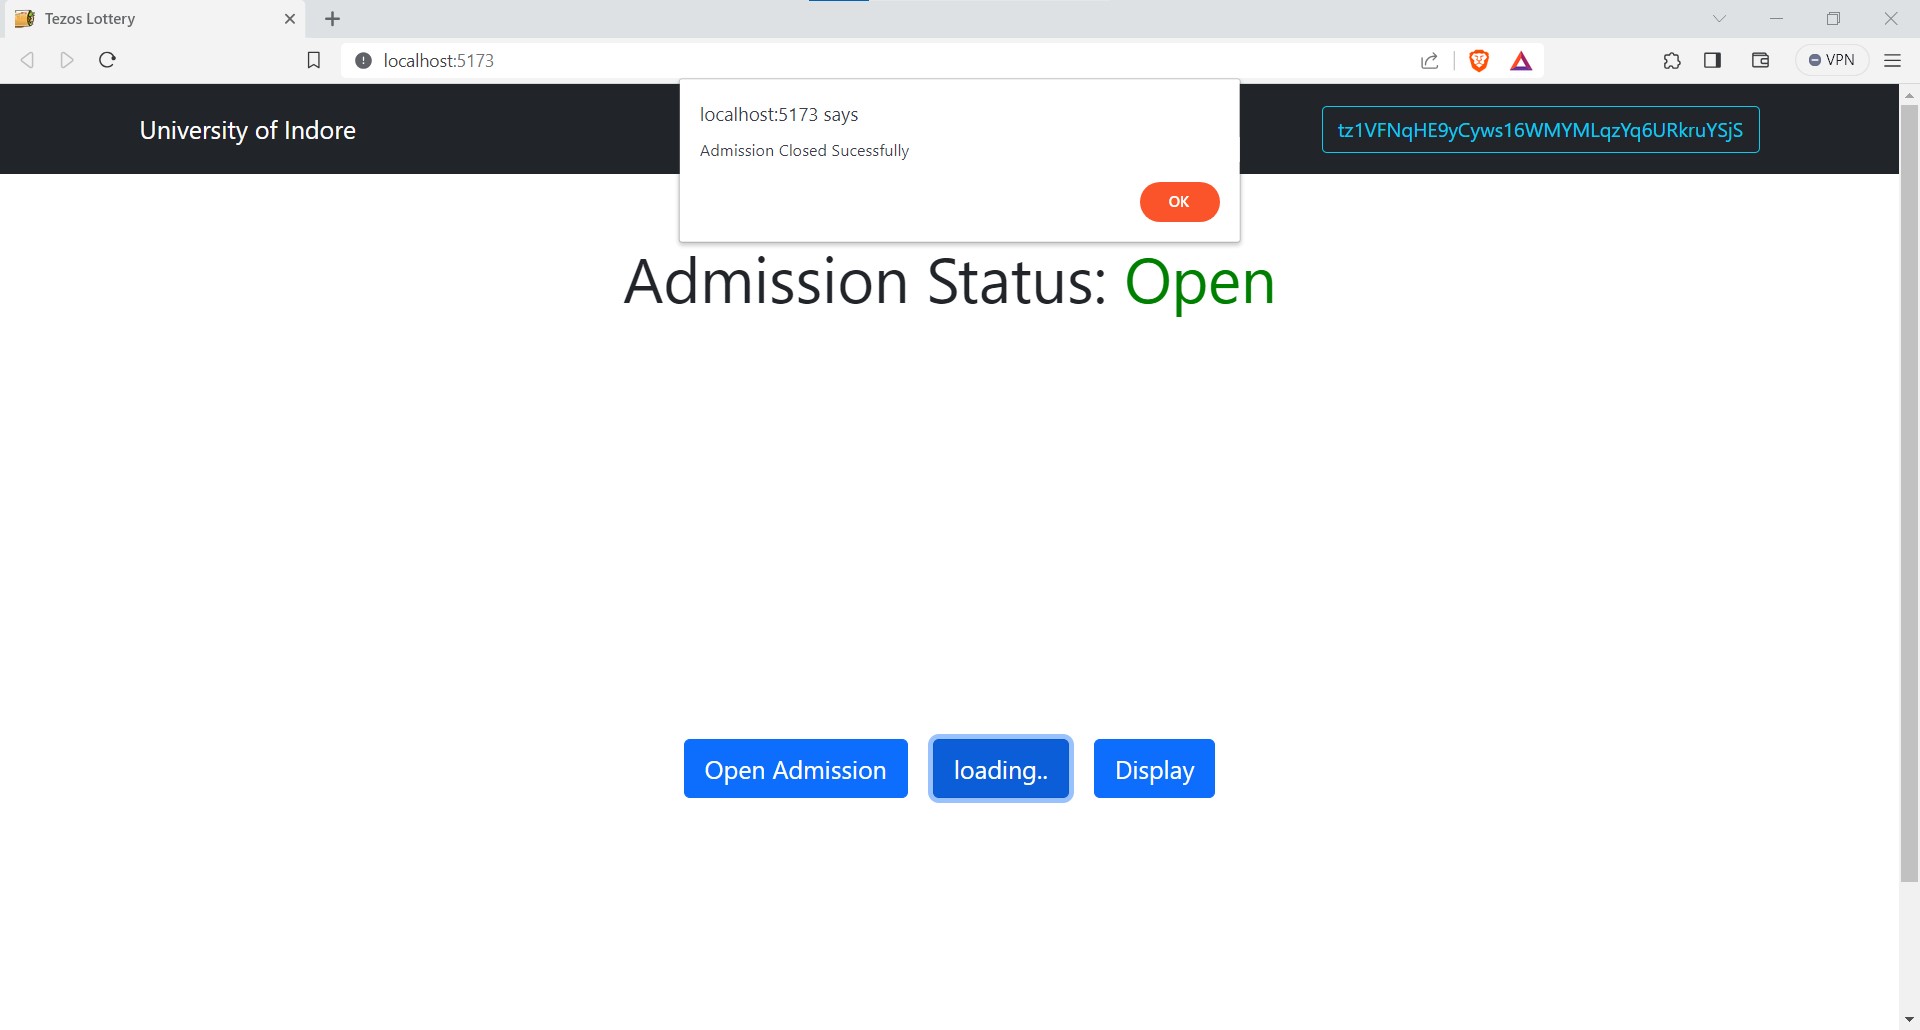 Tezos Lottery
localhost:5173
VPN
University of Indore
localhost:5173 says
Admission Closed Sucessfully
OK
tz1VFNqHE9yCyws16WMYMLqzYq6URkruYSjS
Admission Status: Open
Open Admission
loading..
Display